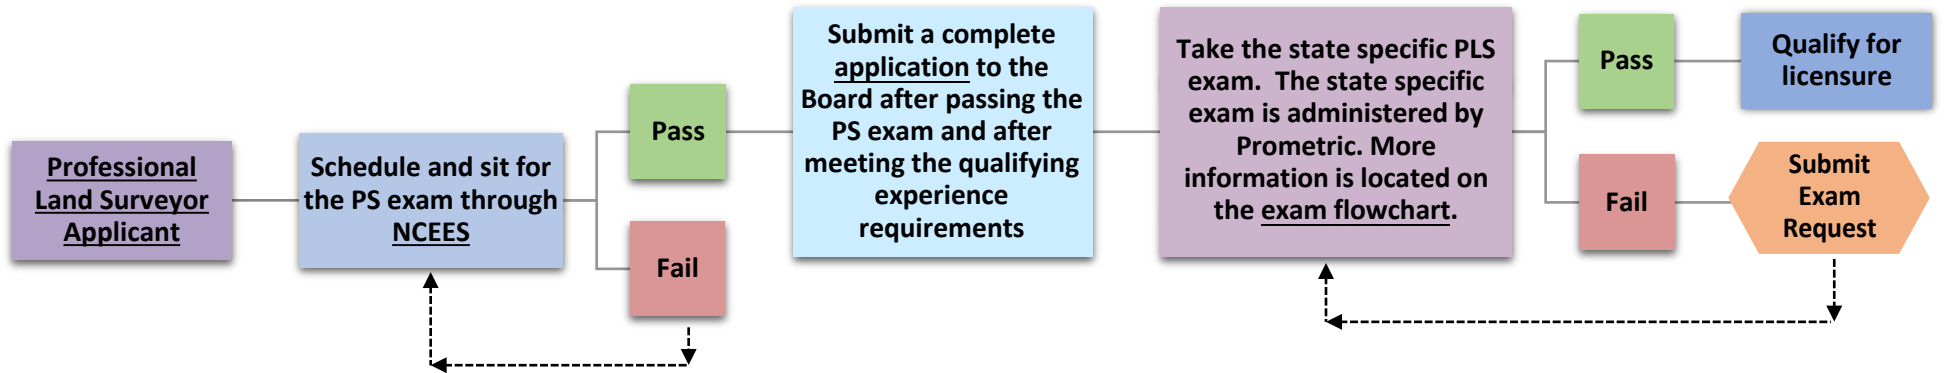 Professional
Land Surveyor
Applicant
Schedule and sit for
the PS exam through
NCEES
Pass
Fail
Submit a complete
application to the
Board after passing the
PS exam and after
meeting the qualifying
experience
requirements
Take the state specific PLS
exam.  The state specific
exam is administered by
Prometric. More
information is located on
the exam flowchart.
Pass
Fail
Qualify for
licensure
Submit
Exam
Request